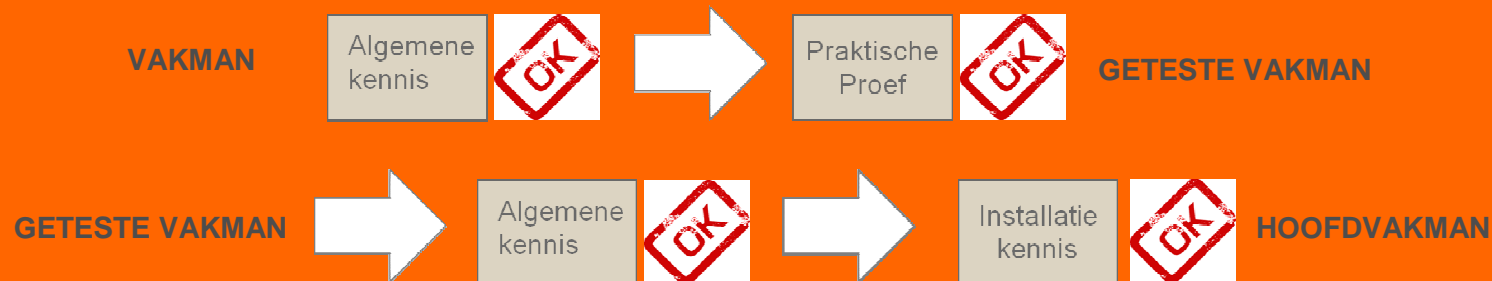 VAKMAN
Algemene
kennis
OK
Praktische
Proef
OK
GETESTE VAKMAN
GETESTE VAKMAN
Algemene
kennis
OK
Installatie
kennis
OK
HOOFDVAKMAN